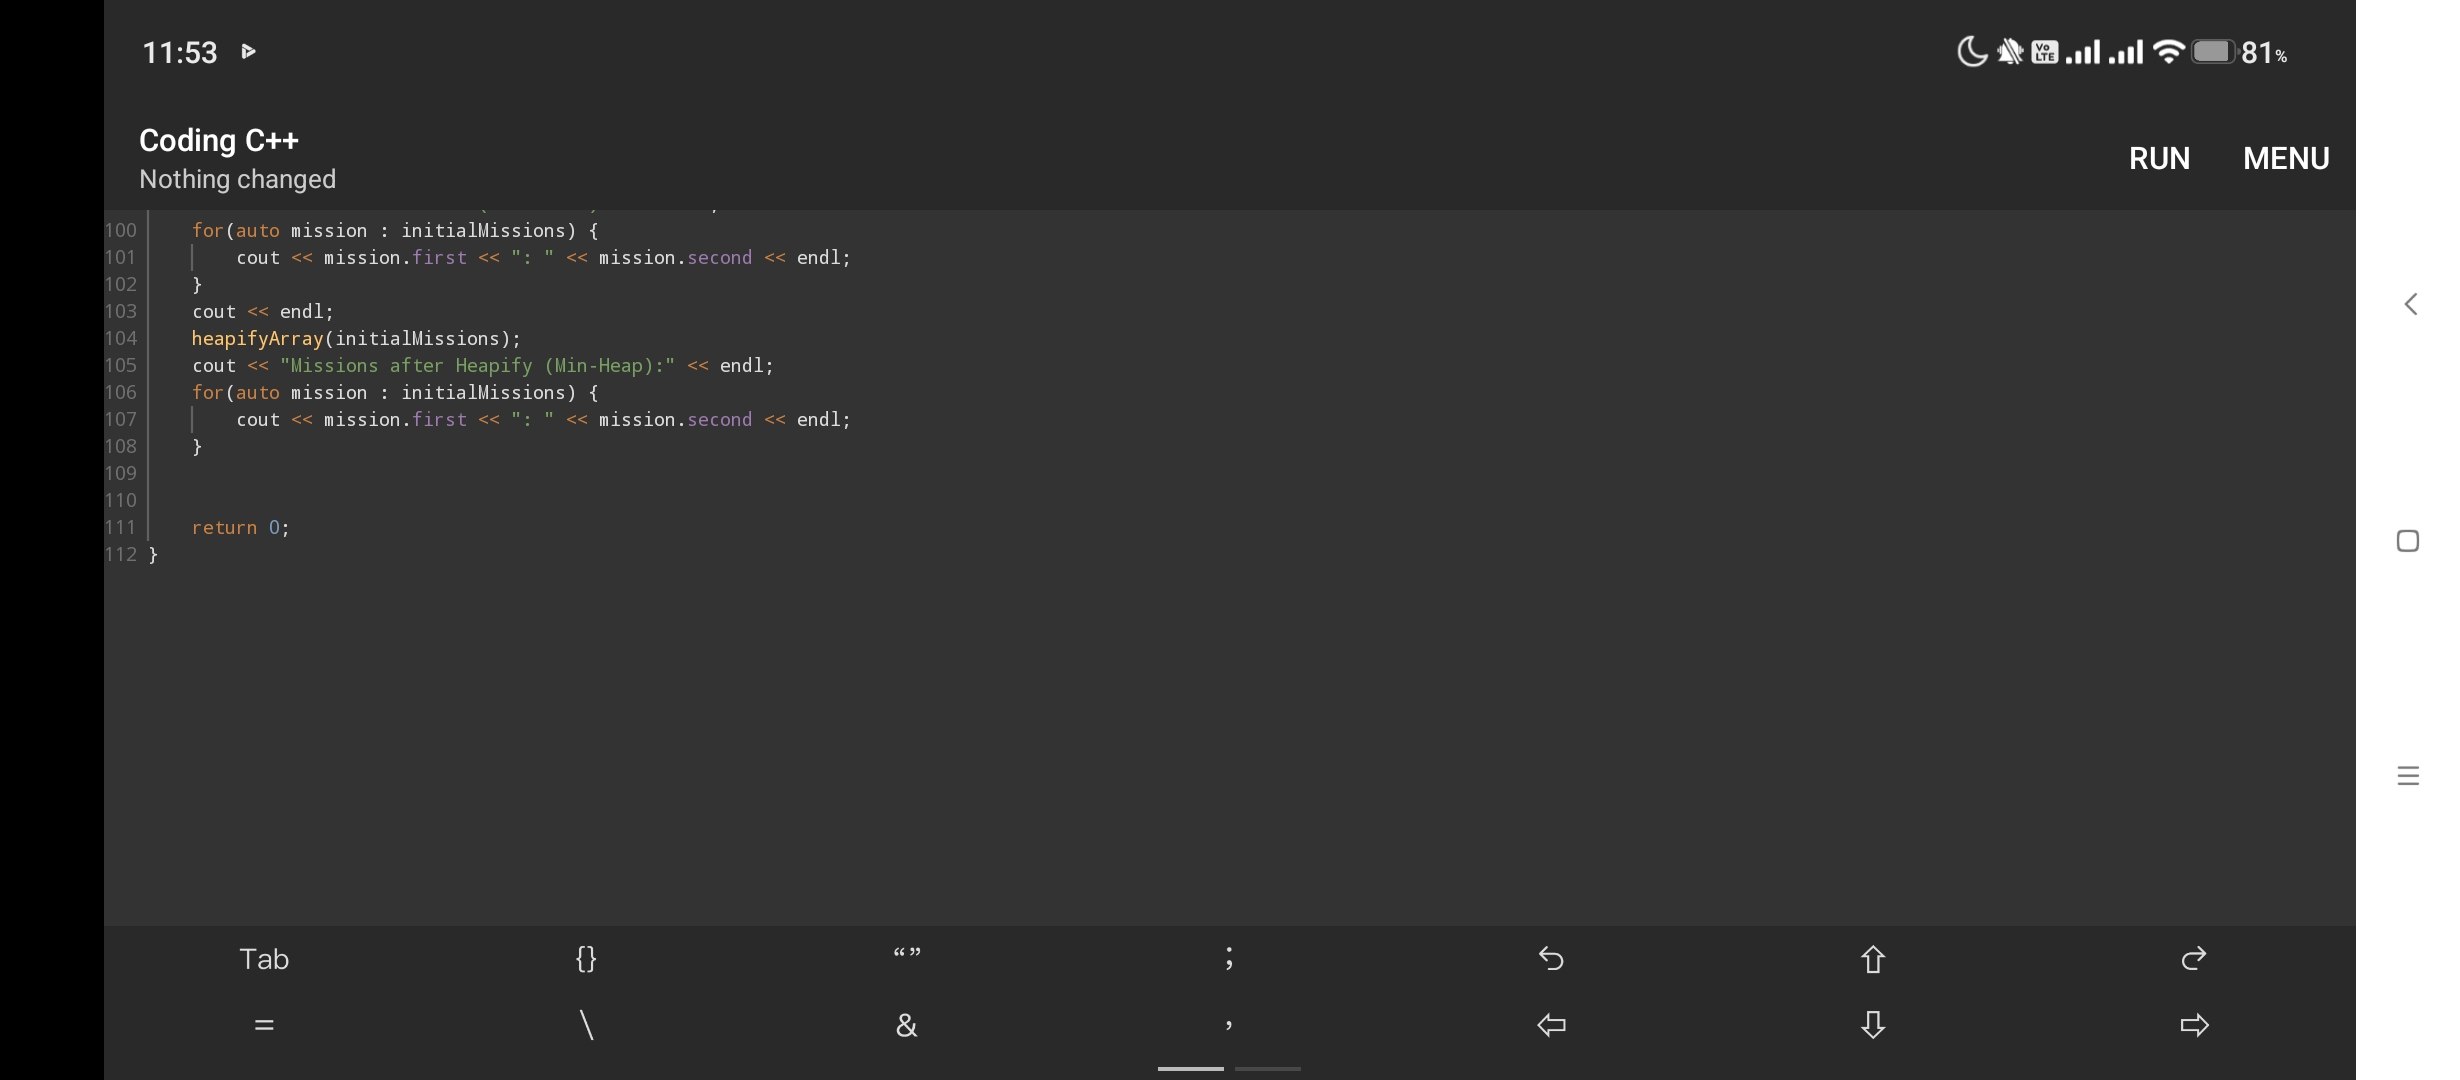 11:53
Vo LTE
81%
Coding C++
Nothing changed
RUN MENU
100 for(auto mission : initialMissions) {
101 cout << mission.first << ": " << mission.second << endl;
102 }
103 cout << endl;
104 heapifyArray(initialMissions);
105 cout << "Missions after Heapify (Min-Heap):" << endl;
106 for(auto mission : initialMissions) {
107 cout << mission.first << ": " << mission.second << endl;
108 }
109
110
111 return 0;
112 }
Tab {} “” ;
= \ & ,